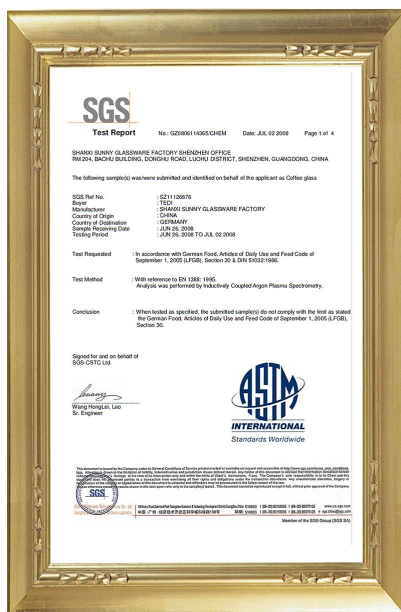 SGS
Test Report No.: GZ0806114365/CHEM Date: JUL 02 2008 Page 1 of 4
SHANXI SUNNY GLASSWARE FACTORY SHENZHEN OFFICE
RM 204, BAOHU BUILDING, DONGHU ROAD, LUOHU DISTRICT, SHENZHEN, GUANGDONG, CHINA
The following sample(s) was/were submitted and identified on behalf of the applicant as Coffee glass
SGS Ref No. : SZ11126876
Buyer : TEDI
Manufacturer : SHANXI SUNNY GLASSWARE FACTORY
Country of Origin : CHINA
Country of Destination : GERMANY
Sample Receiving Date : JUN 26, 2008
Testing Period : JUN 26, 2008 TO JUL 02 2008
Test Requested : In accordance with German Food, Articles of Daily Use and Feed Code of
September 1, 2005 (LFGB), Section 30 & DIN 51032:1986.
Test Method : With reference to EN 1388: 1995.
Analysis was performed by Inductively Coupled Argon Plasma Spectrometry.
Conclusion : When tested as specified, the submitted sample(s) do not comply with the limit as stated
the German Food, Articles of Daily Use and Feed Code of September 1, 2005 (LFGB),
Section 30.
Signed for and on behalf of
SGS-CSTC Ltd.
Wang HongLei, Leo
Sr. Engineer
ASTM
INTERNATIONAL
Standards Worldwide
SGS
Member of the SGS Group (SGS SA)